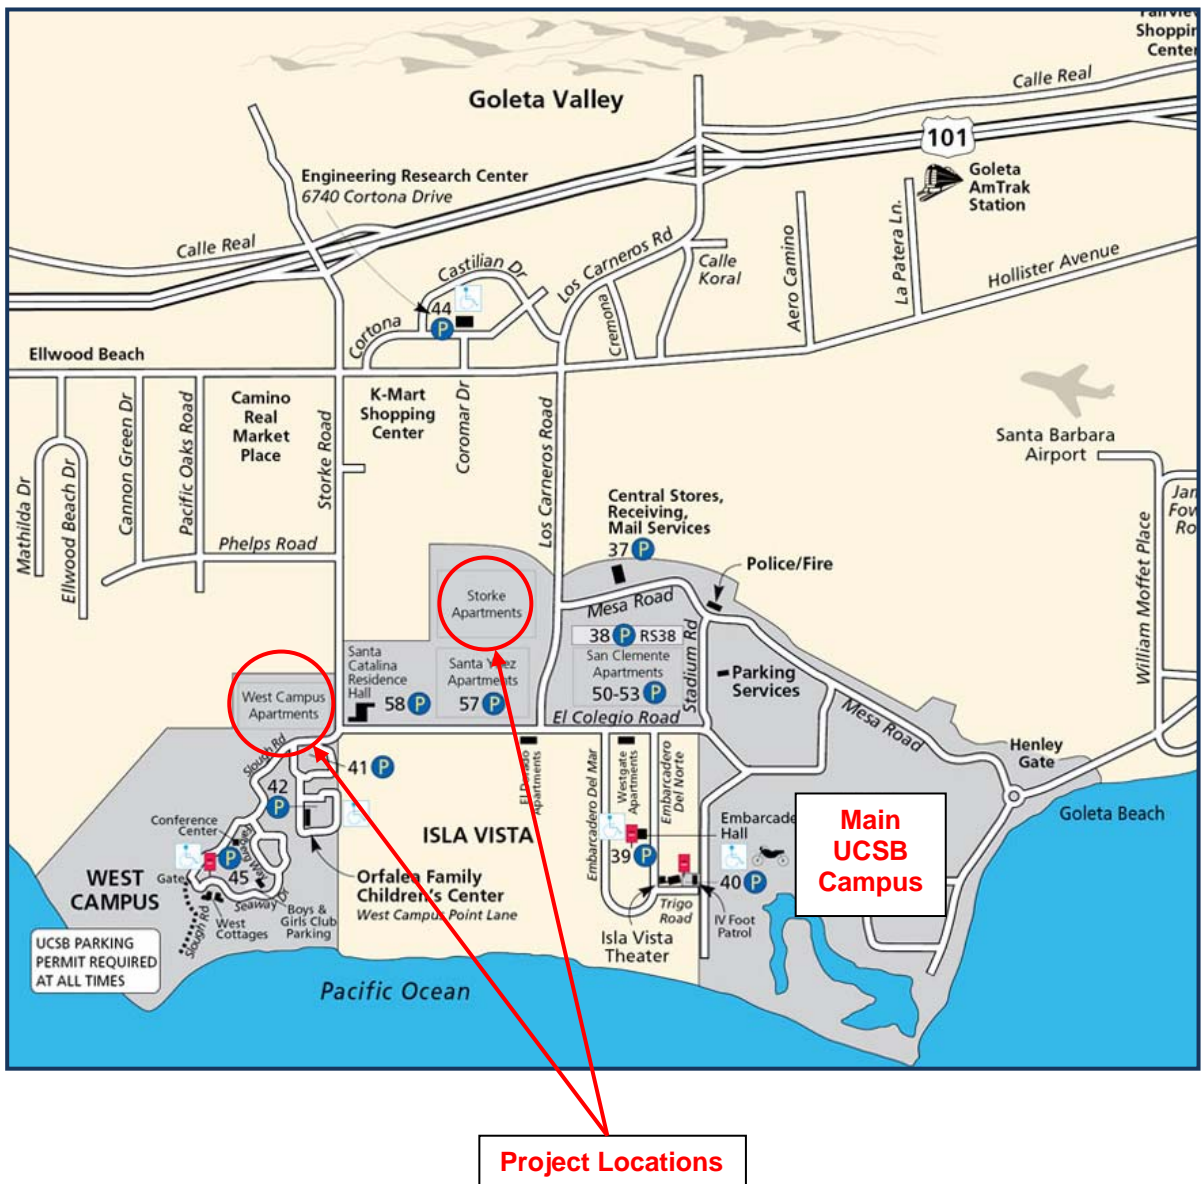 Fairview
Shopping
Center
Calle Real
Goleta Valley
101
Goleta
AmTrak
Station
Engineering Research Center
6740 Cortona Drive
Calle Real
Castilian Dr
Los Carneros Rd
Calle
Koral
Aero Camino
La Patera Ln.
Hollister Avenue
44
P
Cortona
Cremona
Ellwood Beach
Camino
Real
Market
Place
K-Mart
Shopping
Center
Coromar Dr
Storke Road
Los Carneros Road
Santa Barbara
Airport
Mathilda Dr
Ellwood Beach Dr
Cannon Green Dr
Pacific Oaks Road
Phelps Road
Central Stores,
Receiving,
Mail Services
37 P
Police/Fire
William Moffet Place
Storke
Apartments
Mesa Road
38 P RS38
San Clemente
Apartments
50-53 P
Stadium Rd
Parking
Services
Mesa Road
Santa
Catalina
Residence
Hall
58 P
Santa Ynez
Apartments
57 P
West Campus
Apartments
El Colegio Road
Henley
Gate
Goleta Beach
Slough Rd
41 P
42
P
El Dorado
Apartments
Embarcadero Del Mar
Westgate
Apartments
Embarcadero
Del Norte
Conference
Center
P
45
Gate
WEST
CAMPUS
Seaway Dr
Slough Rd
West
Cottages
Boys &
Girls Club
Parking
ISLA VISTA
Orfalea Family
Children's Center
West Campus Point Lane
Embarcade
Hall
39 P
40 P
Trigo
Road
IV Foot
Patrol
Isla Vista
Theater
Main
UCSB
Campus
UCSB PARKING
PERMIT REQUIRED
AT ALL TIMES
Pacific Ocean
Project Locations